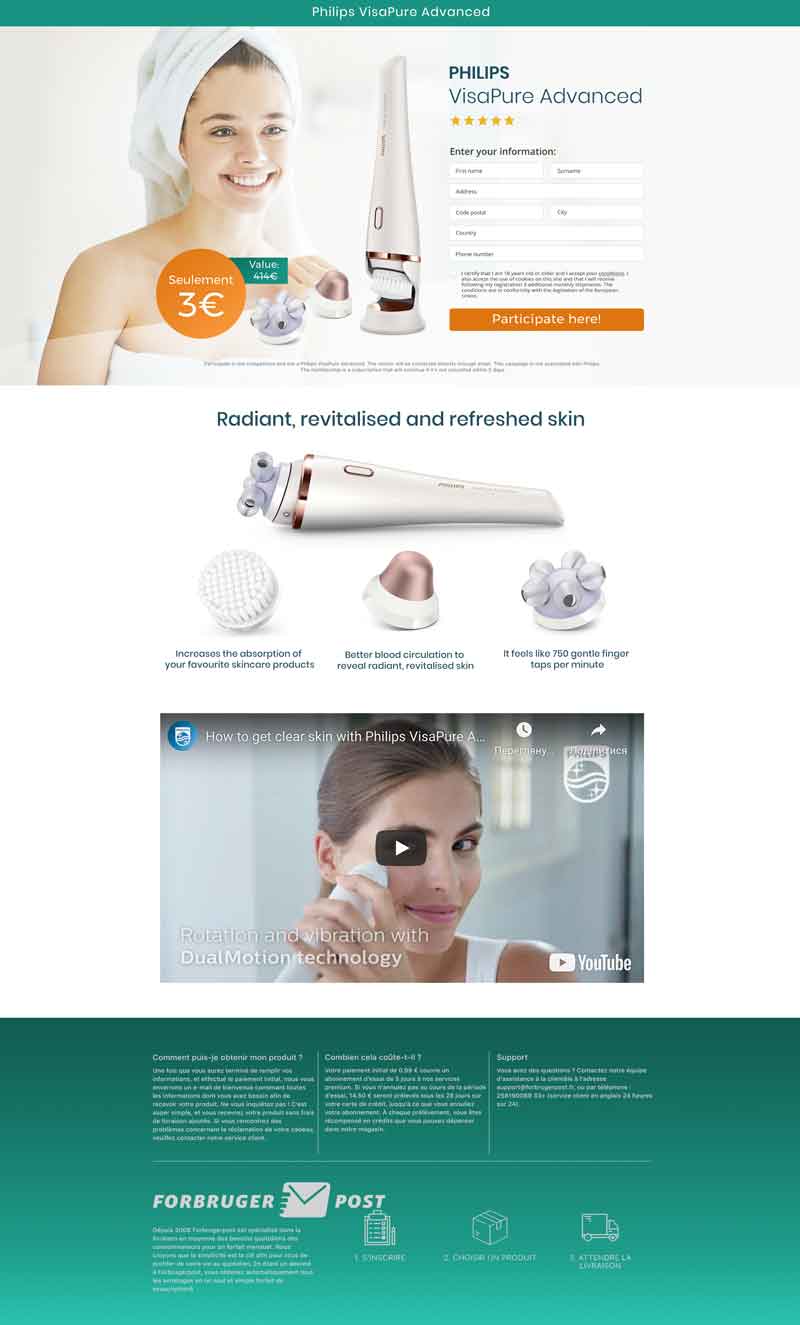 Philips VisaPure Advanced
PHILIPS
VisaPure Advanced
Enter your information:
First name
Surname
Address
Code postal
City
Country
Phone number
I certify that I am 18 years old or older and I accept your conditions. I
also accept the use of cookies on this site and that I will receive
following my registration 3 additional monthly shipments. The
conditions are in conformity with the legislation of the European
Union.
Participate here!
Value:
414€
Seulement
3€
PHILIPS
Participate in the competition and win a Philips VisaPure Advanced. The winner will be contacted directly through email. This campaign is not associated with Philips.
The membership is a subscription that will continue if it's not cancelled within 5 days.
Radiant, revitalised and refreshed skin
PHILIPS
Increases the absorption of
your favourite skincare products
Better blood circulation to
reveal radiant, revitalised skin
It feels like 750 gentle finger
taps per minute
How to get clear skin with Philips VisaPure A...
Перегляну...
Поділитися
PHILIPS
Rotation and vibration with
DualMotion technology
YouTube
Comment puis-je obtenir mon produit ?
Une fois que vous aurez terminé de remplir vos
informations, et effectué le paiement initial, nous vous
enverrons un e-mail de bienvenue contenant toutes
les informations dont vous avez besoin afin de
recevoir votre produit. Ne vous inquiétez pas ! C'est
super simple, et vous recevrez votre produit sans frais
de livraison ajoutés. Si vous rencontrez des
problèmes concernant la réclamation de votre cadeau,
veuillez contacter notre service client.
Combien cela coûte-t-il ?
Votre paiement initial de 0.99 € couvre un
abonnement d'essai de 5 jours à nos services
premium. Si vous n'annulez pas au cours de la période
d'essai, 14.50 € seront prélevés tous les 28 jours sur
votre carte de crédit, jusqu'à ce que vous annuliez
votre abonnement. À chaque prélèvement, vous êtes
récompensé en crédits que vous pouvez dépenser
dans notre magasin.
Support
Vous avez des questions ? Contactez notre équipe
d'assistance à la clientèle à l'adresse
support@forbrugerpost.fr, ou par téléphone :
258190089 33+ (service client en anglais 24 heures
sur 24).
FORBRUGER POST
Depuis 2008 Forbrugerpost est spécialisé dans la
livraison en moyenne des besoins quotidiens des
consommateurs pour un forfait mensuel. Nous
croyons que la simplicité est la clé afin pour vous de
profiter de votre vie au quotidien. En étant un abonné
à Forbrugerpost, vous obtenez automatiquement tous
les avantages en un seul et simple forfait de
souscription!
1. S'INSCRIRE
2. CHOISIR UN PRODUIT
3. ATTENDRE LA
LIVRAISON